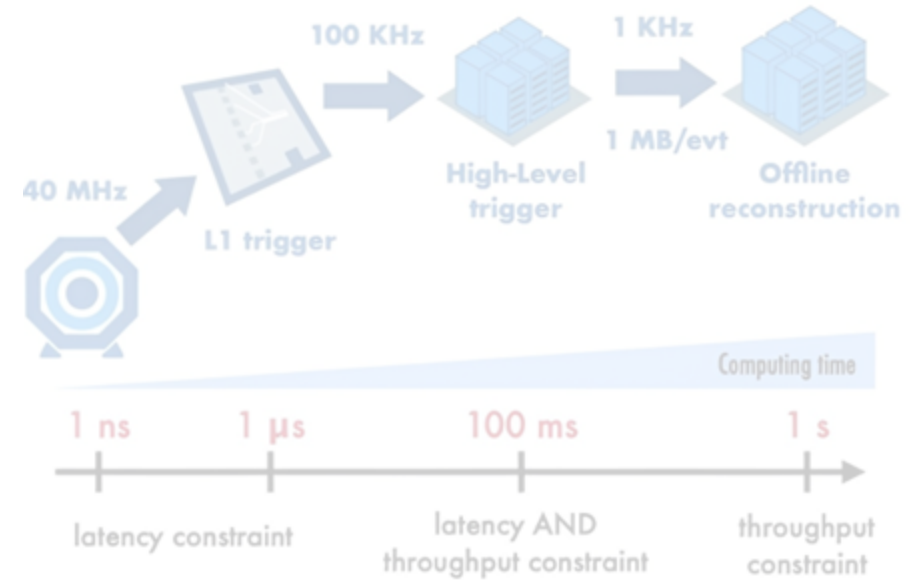 100 KHz
1 KHz
40 MHz
L1 trigger
High-Level
trigger
1 MB/evt
Offline
reconstruction
Computing time
1 ns
1 µs
100 ms
1 s
latency constraint
latency AND
throughput constraint
throughput
constraint